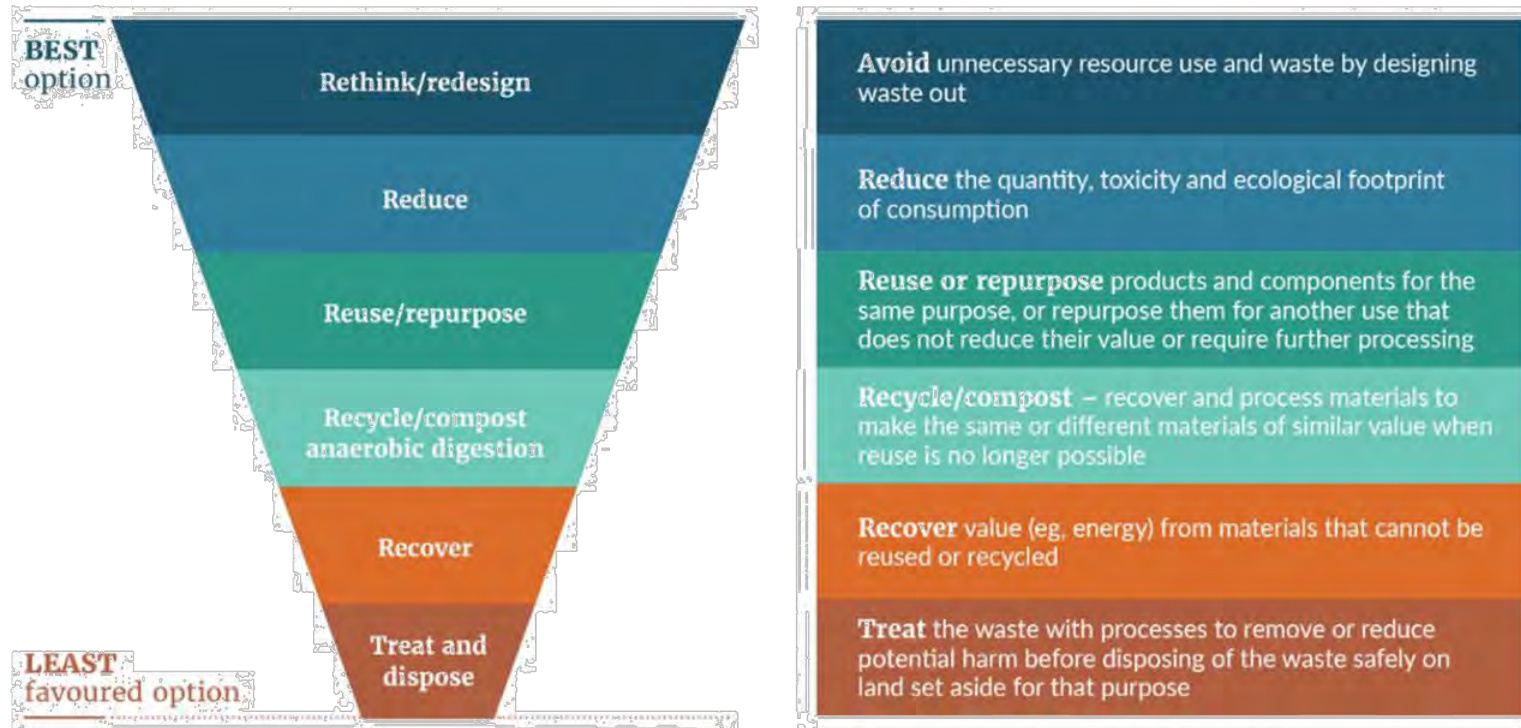 BEST
option
Rethink/redesign
Reduce
Reuse/repurpose
Recycle/compost
anaerobic digestion
Recover
Treat and
dispose
LEAST
favoured option
Avoid unnecessary resource use and waste by designing
waste out
Reduce the quantity, toxicity and ecological footprint
of consumption
Reuse or repurpose products and components for the
same purpose, or repurpose them for another use that
does not reduce their value or require further processing
Recycle/compost – recover and process materials to
make the same or different materials of similar value when
reuse is no longer possible
Recover value (eg, energy) from materials that cannot be
reused or recycled
Treat the waste with processes to remove or reduce
potential harm before disposing of the waste safely on
land set aside for that purpose